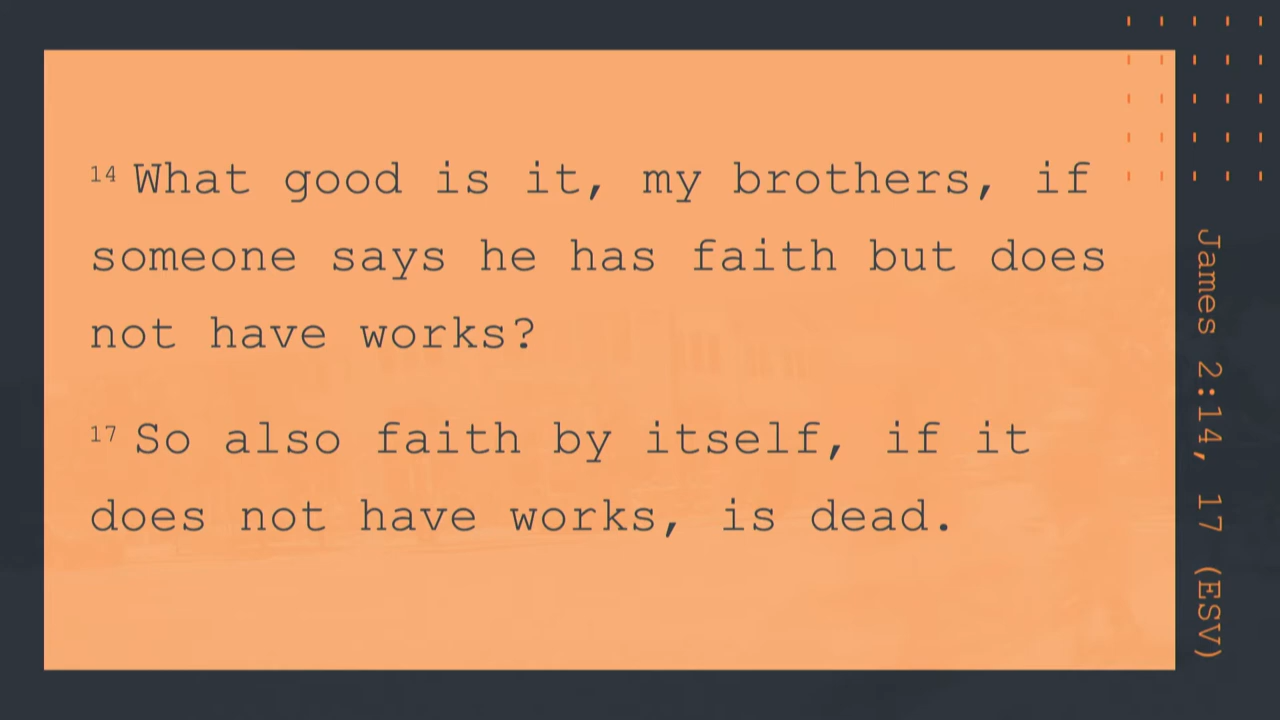 14 What good is it, my brothers, if
someone says he has faith but does
not have works?
17 So also faith by itself, if it
does not have works, is dead.
James 2:14, 17 (ESV)